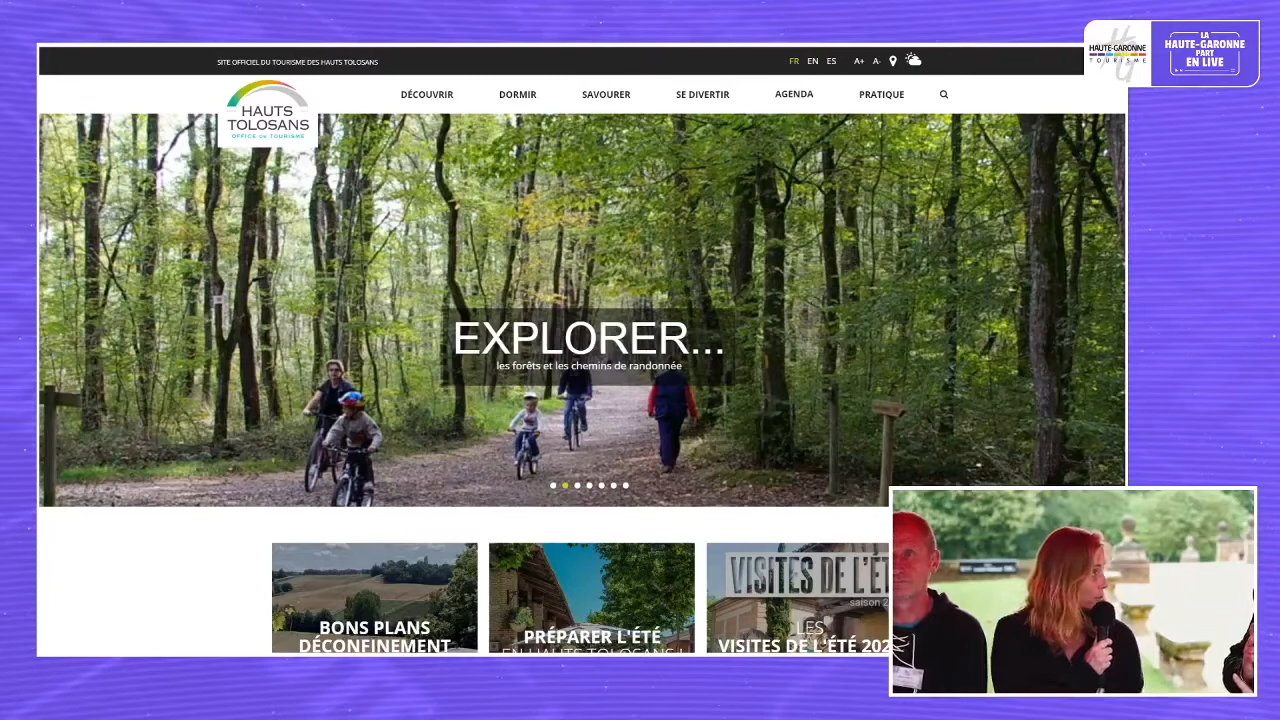 SITE OFFICIEL DU TOURISME DES HAUTS TOLOSANS
FR EN ES A+ A-
HAUTE-GARONNE
TOURISME
LA
HAUTE-GARONNE
PART
EN LIVE
HAUTS
TOLOSANS
OFFICE DE TOURISME
DÉCOUVRIR DORMIR SAVOURER SE DIVERTIR AGENDA PRATIQUE
EXPLORER...
les forêts et les chemins de randonnée
BONS PLANS
DÉCONFINEMENT
PRÉPARER L'ÉTÉ
EN HAUTS TOLOSANS !
VISITES DE L'ÉT
saison 2
LES
VISITES DE L'ÉTÉ 202